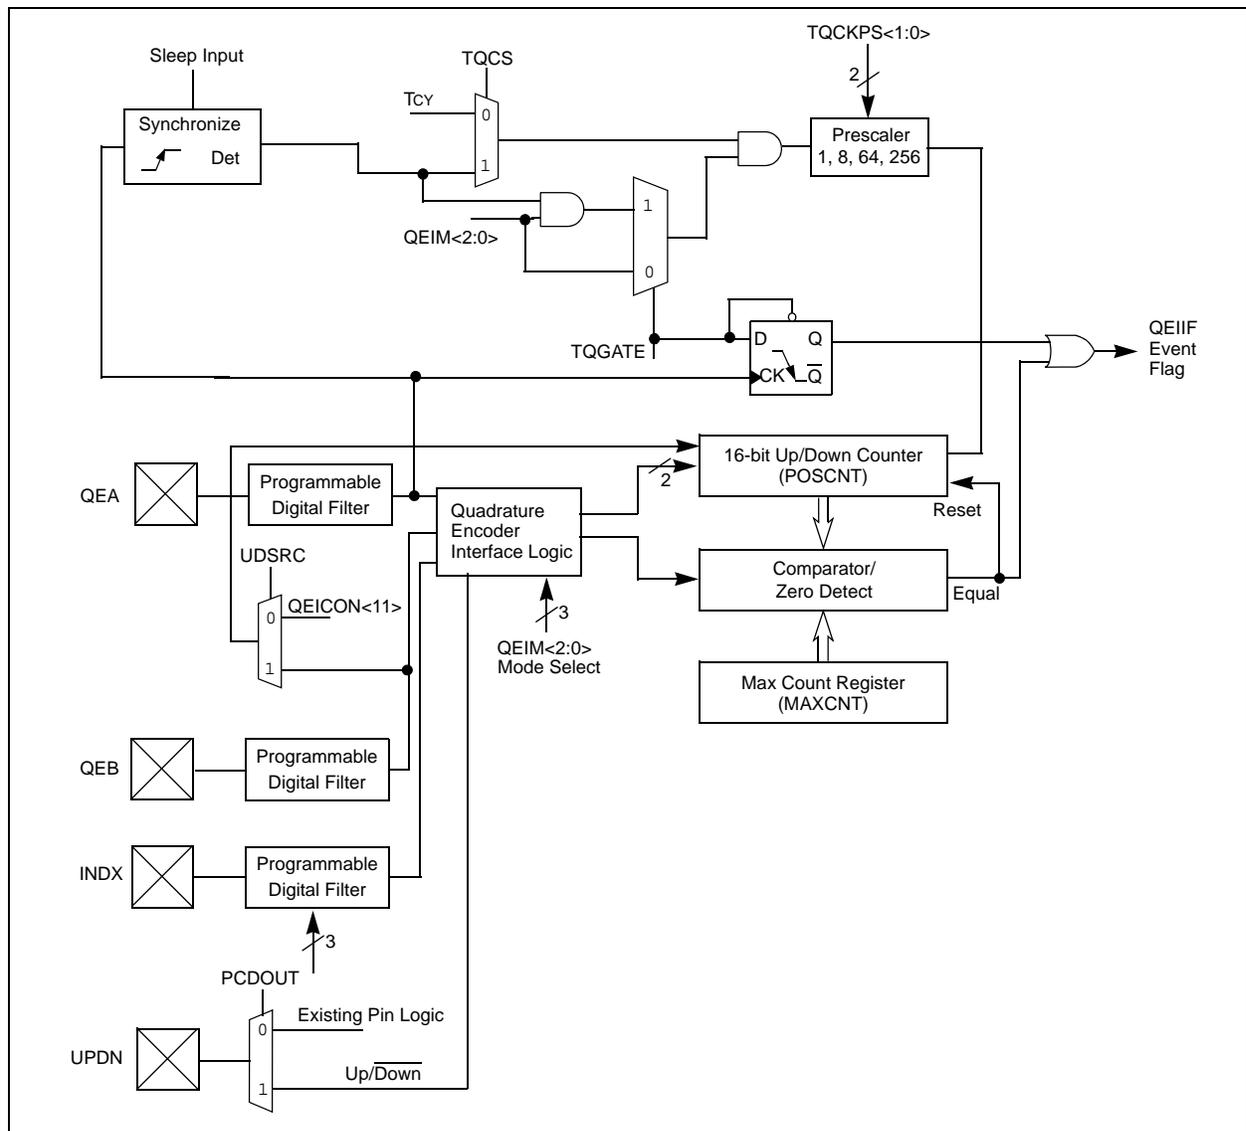 TQCKPS<1:0>
Sleep Input
TQCS
2
TCY
0
Synchronize
Det
Prescaler
1, 8, 64, 256
1
1
QEIM<2:0>
0
QEIIF
Event
Flag
D Q
TQGATE
CK Q
16-bit Up/Down Counter
(POSCNT)
2
Programmable
Digital Filter
QEA
Quadrature
Encoder
Interface Logic
Reset
UDSRC
Comparator/
Zero Detect
Equal
QEICON<11>
0
3
QEIM<2:0>
Mode Select
1
Max Count Register
(MAXCNT)
Programmable
Digital Filter
QEB
Programmable
Digital Filter
INDX
3
PCDOUT
Existing Pin Logic
0
UPDN
Up/Down
1